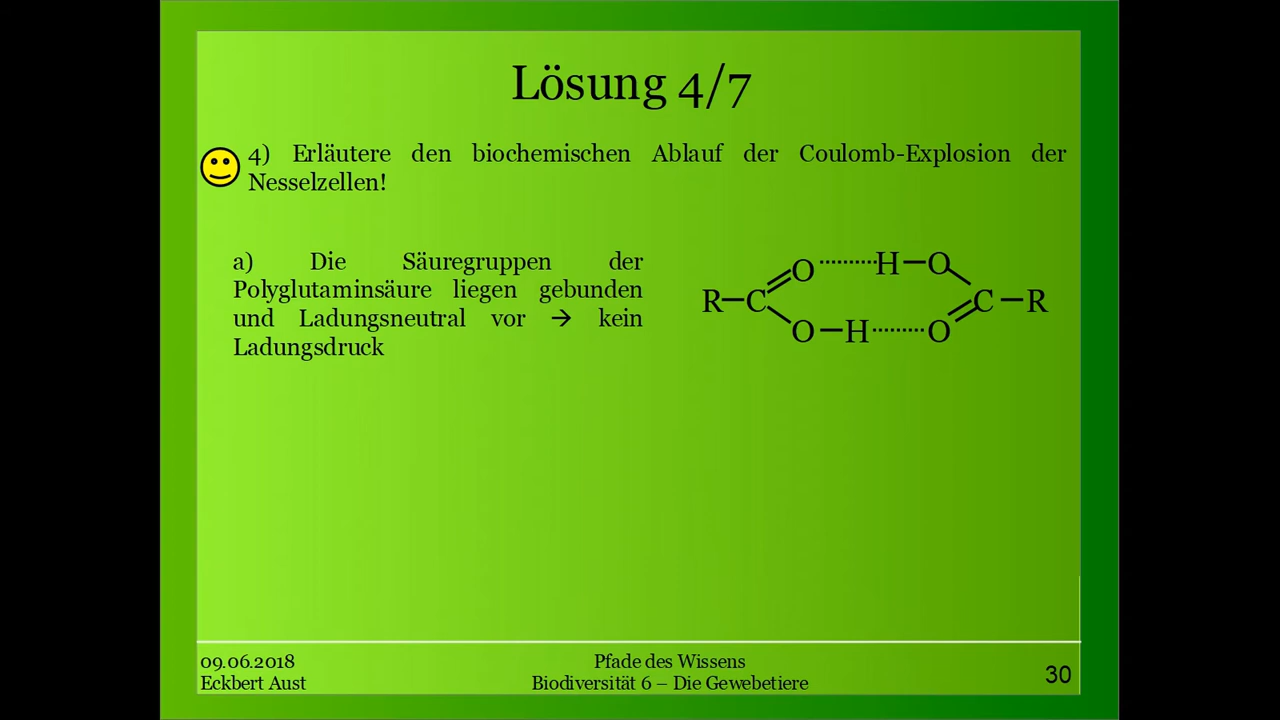 Lösung 4/7
4) Erläutere den biochemischen Ablauf der Coulomb-Explosion der
Nesselzellen!
a) Die Säuregruppen der
Polyglutaminsäure liegen gebunden
und Ladungsneutral vor → kein
Ladungsdruck
O H O
R C C R
O H O
09.06.2018
Eckbert Aust
Pfade des Wissens
Biodiversität 6 – Die Gewebetiere
30